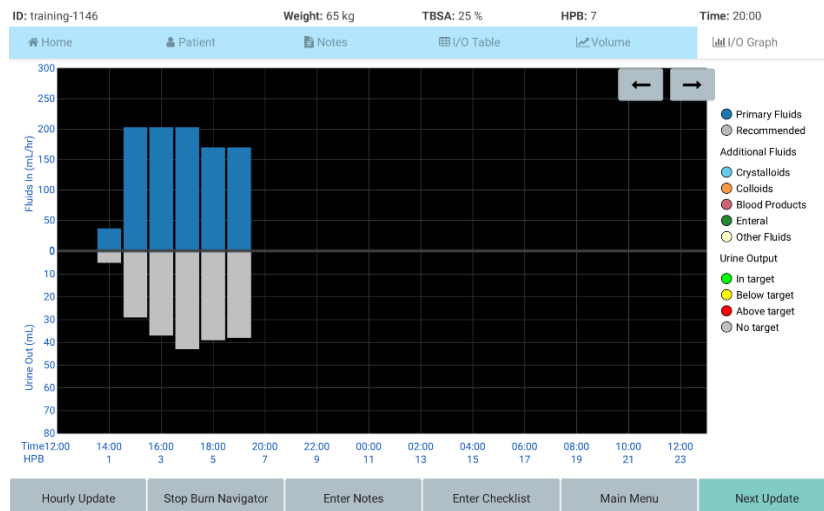 ID: training-1146 Weight: 65 kg TBSA: 25 % HPB: 7 Time: 20:00
Home Patient Notes I/O Table Volume I/O Graph
300
250
200
150
100
50
0
10
20
30
40
50
60
70
80
Fluids In (mL/hr)
Urine Out (mL)
Primary Fluids
Recommended
Additional Fluids
Crystalloids
Colloids
Blood Products
Enteral
Other Fluids
Urine Output
In target
Below target
Above target
No target
Time 12:00 14:00 16:00 18:00 20:00 22:00 00:00 02:00 04:00 06:00 08:00 10:00 12:00
HPB 1 3 5 7 9 11 13 15 17 19 21 23
Hourly Update Stop Burn Navigator Enter Notes Enter Checklist Main Menu Next Update